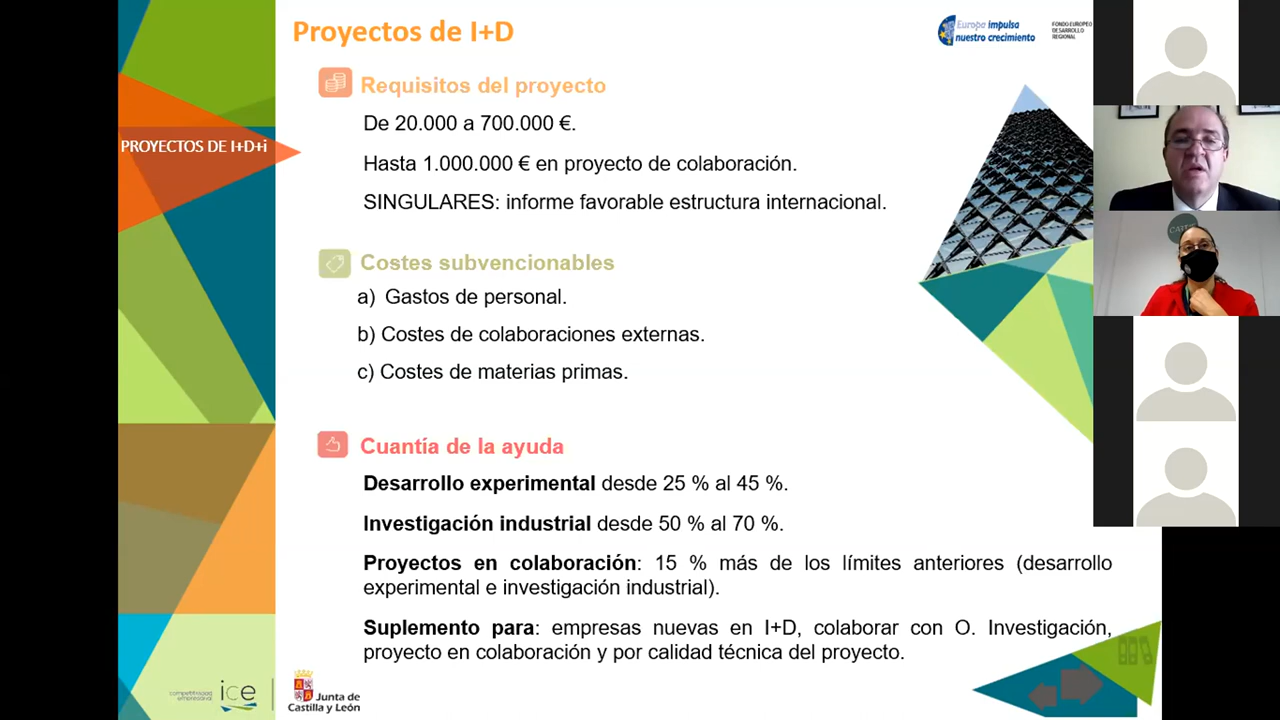 Proyectos de I+D
Europa impulsa
nuestro crecimiento
FONDO EUROPEO
DESARROLLO
REGIONAL
PROYECTOS DE I+D+i
Requisitos del proyecto
De 20.000 a 700.000 €.
Hasta 1.000.000 € en proyecto de colaboración.
SINGULARES: informe favorable estructura internacional.
Costes subvencionables
a) Gastos de personal.
b) Costes de colaboraciones externas.
c) Costes de materias primas.
Cuantía de la ayuda
Desarrollo experimental desde 25 % al 45 %.
Investigación industrial desde 50 % al 70 %.
Proyectos en colaboración: 15 % más de los límites anteriores (desarrollo
experimental e investigación industrial).
Suplemento para: empresas nuevas en I+D, colaborar con O. Investigación,
proyecto en colaboración y por calidad técnica del proyecto.
competitividad
empresarial
ice
Junta de
Castilla y León